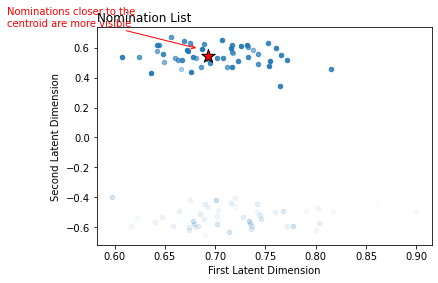 Nominations closer to the
centroid are more visible
Nomination List
Second Latent Dimension
0.6
0.4
0.2
0.0
−0.2
−0.4
−0.6
0.60
0.65
0.70
0.75
0.80
0.85
0.90
First Latent Dimension